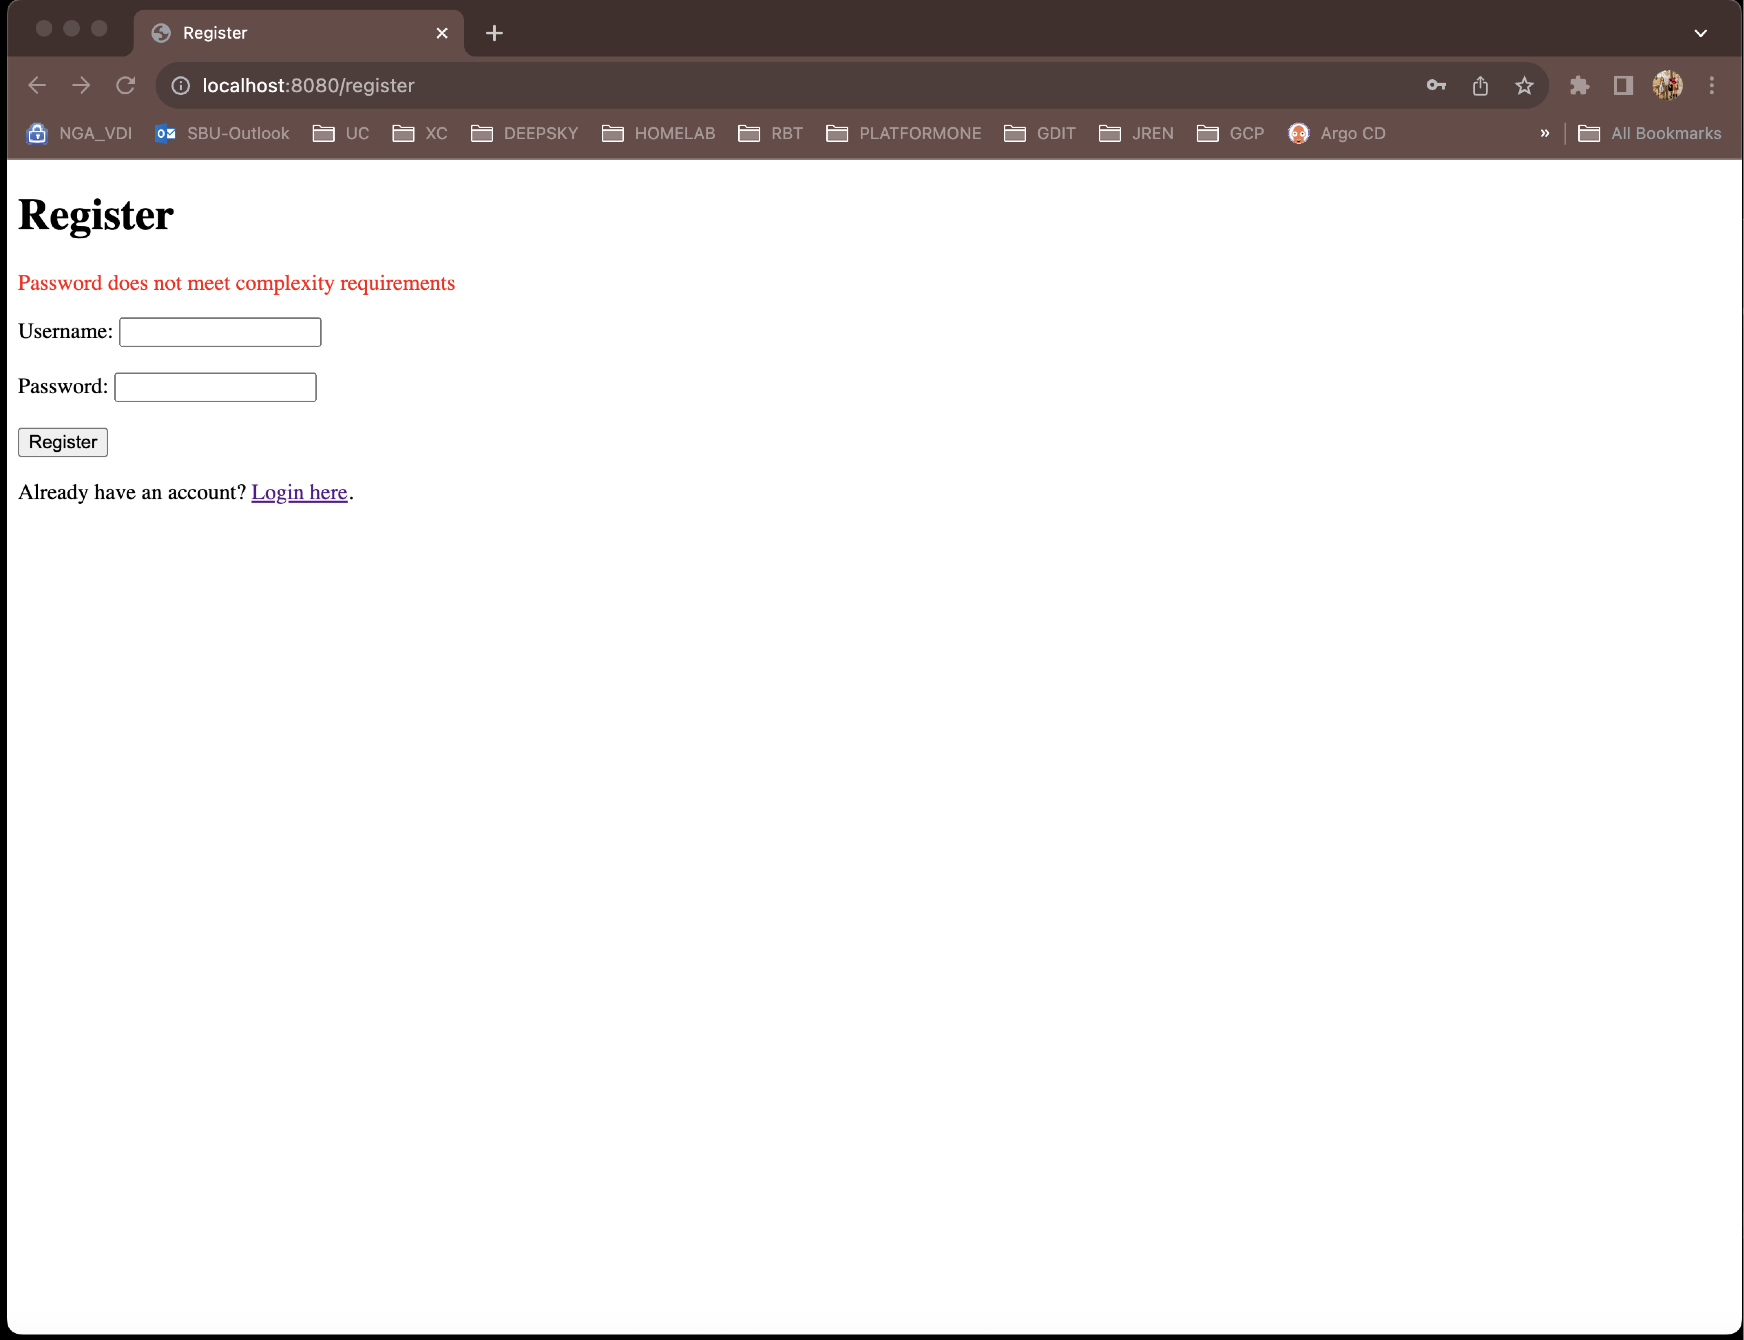 Register
localhost:8080/register
NGA_VDI SBU-Outlook UC XC DEEPSKY HOMELAB RBT PLATFORMONE GDIT JREN GCP Argo CD » All Bookmarks
Register
Password does not meet complexity requirements
Username:
Password:
Register
Already have an account? Login here.